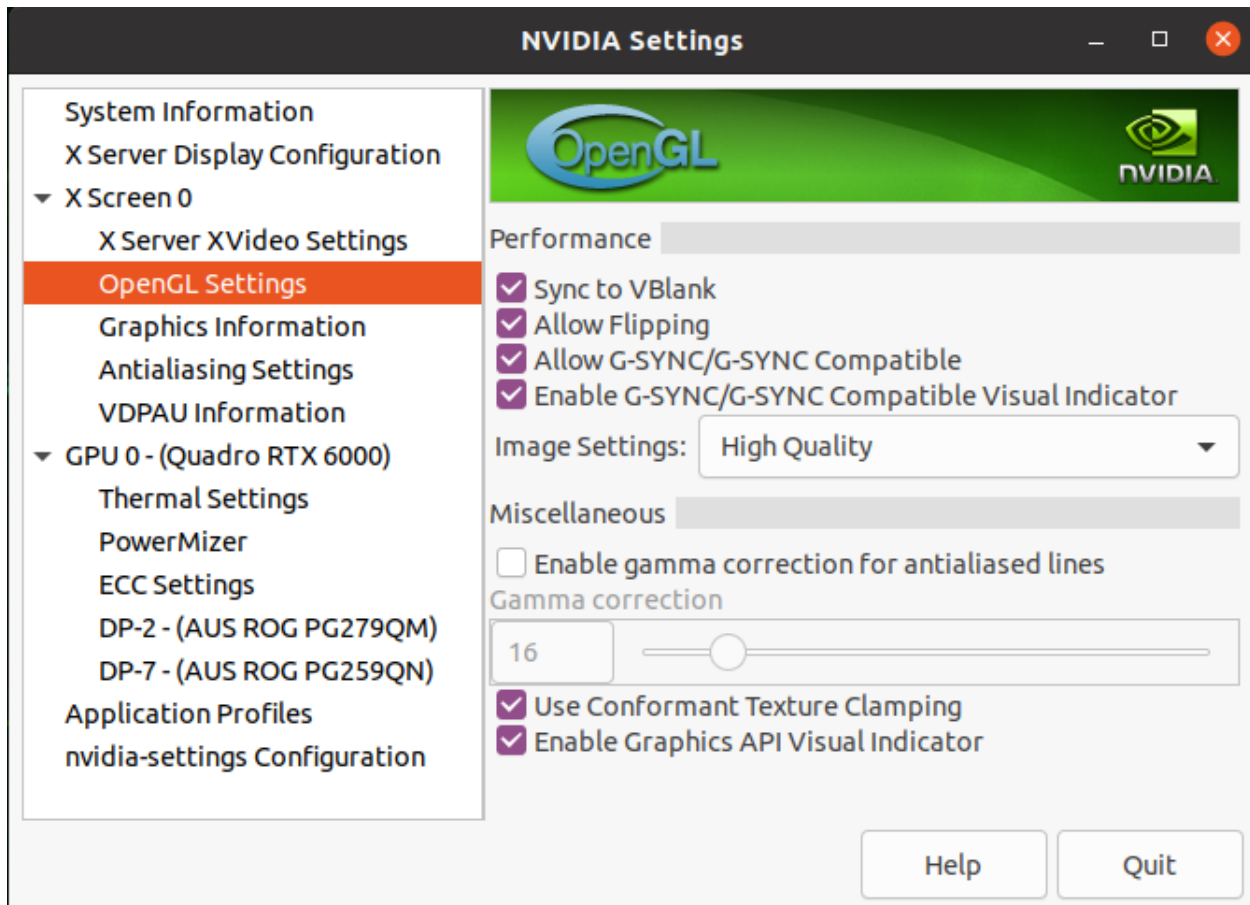 NVIDIA Settings
System Information
X Server Display Configuration
X Screen 0
X Server XVideo Settings
OpenGL Settings
Graphics Information
Antialiasing Settings
VDPAU Information
GPU 0 - (Quadro RTX 6000)
Thermal Settings
PowerMizer
ECC Settings
DP-2 - (AUS ROG PG279QM)
DP-7 - (AUS ROG PG259QN)
Application Profiles
nvidia-settings Configuration
OpenGL
NVIDIA.
Performance
Sync to VBlank
Allow Flipping
Allow G-SYNC/G-SYNC Compatible
Enable G-SYNC/G-SYNC Compatible Visual Indicator
Image Settings: High Quality
Miscellaneous
Enable gamma correction for antialiased lines
Gamma correction
16
Use Conformant Texture Clamping
Enable Graphics API Visual Indicator
Help Quit